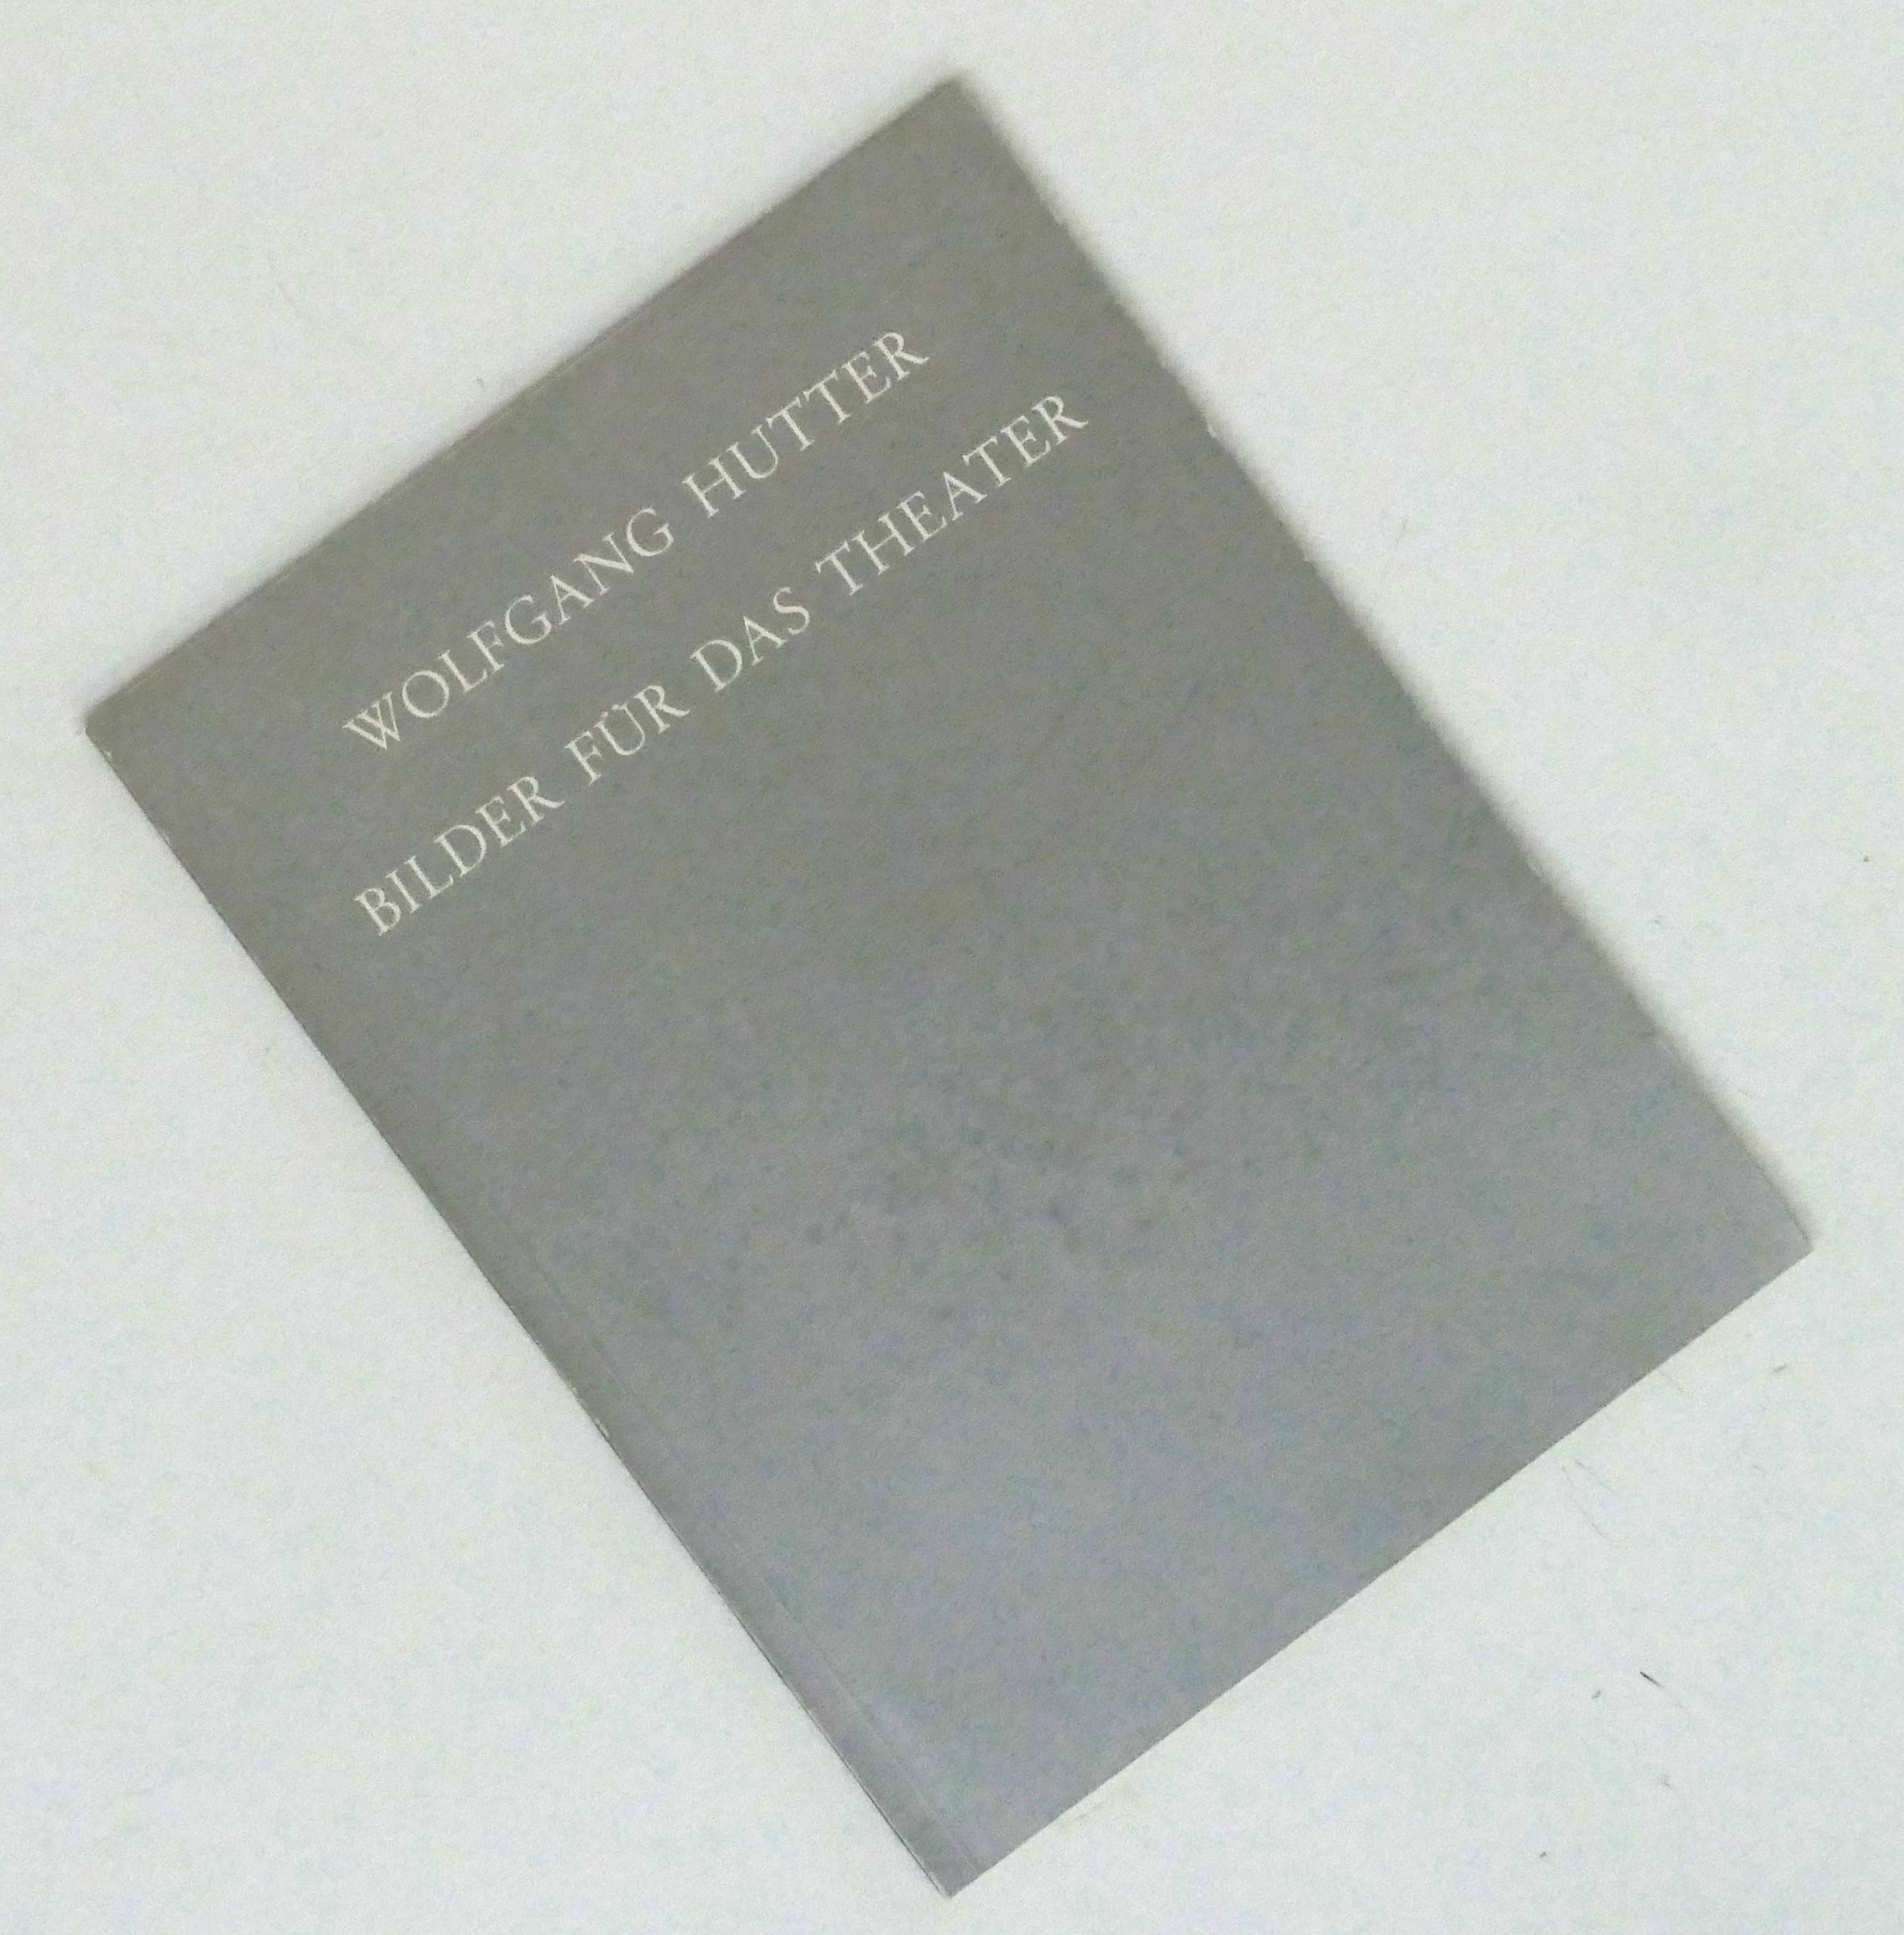 WOLFGANG HUTTER
BILDER FÜR DAS THEATER